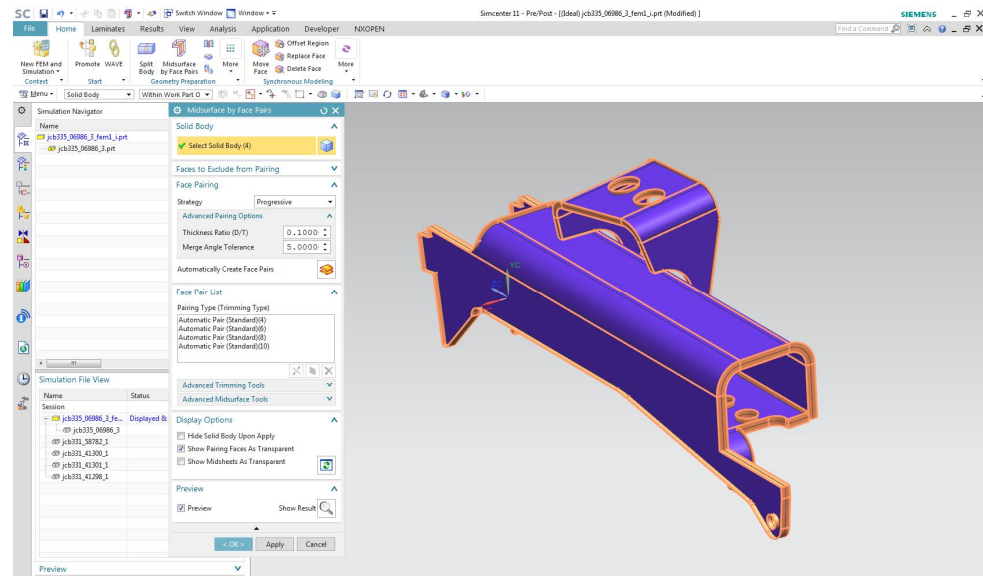 SC Switch Window Window Simcenter 11 - Pre/Post - [(Ideal) jcb335_06986_3_fem1_i.prt (Modified) ] SIEMENS
File Home Laminates Results View Analysis Application Developer NXOPEN Find a Command
New FEM and Simulation
Promote
WAVE
Split Body
Midsurface by Face Pairs
More
Move Face
Offset Region
Replace Face
Delete Face
More
Context Start Geometry Preparation Synchronous Modeling
Menu Solid Body Within Work Part O
Simulation Navigator
Name
jcb335_06986_3_fem1_i.prt
jcb335_06986_3.prt
Simulation File View
Name Status
Session
jcb335_06986_3_fe... Displayed &
jcb335_06986_3
jcb331_58782_1
jcb331_41300_1
jcb331_41301_1
jcb331_41298_1
Preview
Midsurface by Face Pairs
Solid Body
Select Solid Body (4)
Faces to Exclude from Pairing
Face Pairing
Strategy Progressive
Advanced Pairing Options
Thickness Ratio (D/T) 0.1000
Merge Angle Tolerance 5.0000
Automatically Create Face Pairs
Face Pair List
Pairing Type (Trimming Type)
Automatic Pair (Standard)(4)
Automatic Pair (Standard)(6)
Automatic Pair (Standard)(8)
Automatic Pair (Standard)(10)
Advanced Trimming Tools
Advanced Midsurface Tools
Display Options
Hide Solid Body Upon Apply
Show Pairing Faces As Transparent
Show Midsheets As Transparent
Preview
Preview Show Result
< OK > Apply Cancel
YC
ZC